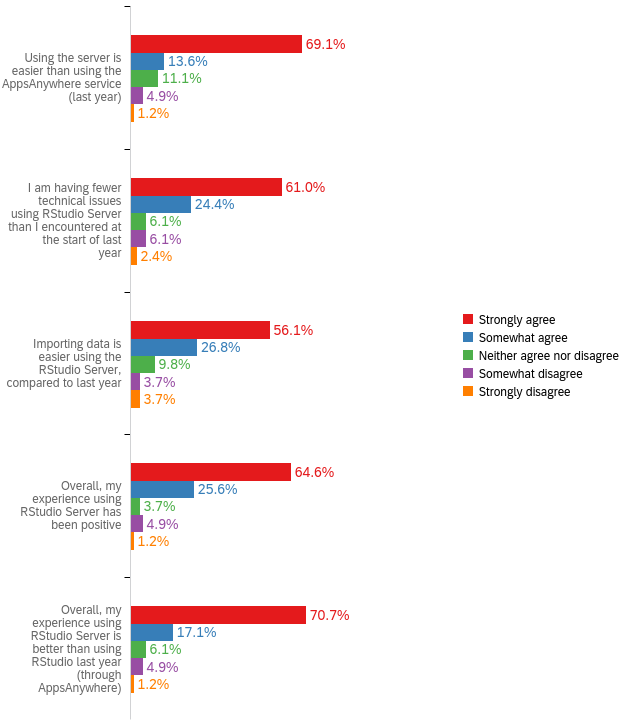 Using the server is
easier than using the
AppsAnywhere service
(last year)
69.1%
13.6%
11.1%
4.9%
1.2%
I am having fewer
technical issues
using RStudio Server
than I encountered at
the start of last
year
61.0%
24.4%
6.1%
6.1%
2.4%
Importing data is
easier using the
RStudio Server,
compared to last year
56.1%
26.8%
9.8%
3.7%
3.7%
Overall, my
experience using
RStudio Server has
been positive
64.6%
25.6%
3.7%
4.9%
1.2%
Overall, my
experience using
RStudio Server is
better than using
RStudio last year
(through
AppsAnywhere)
70.7%
17.1%
6.1%
4.9%
1.2%
Strongly agree
Somewhat agree
Neither agree nor disagree
Somewhat disagree
Strongly disagree